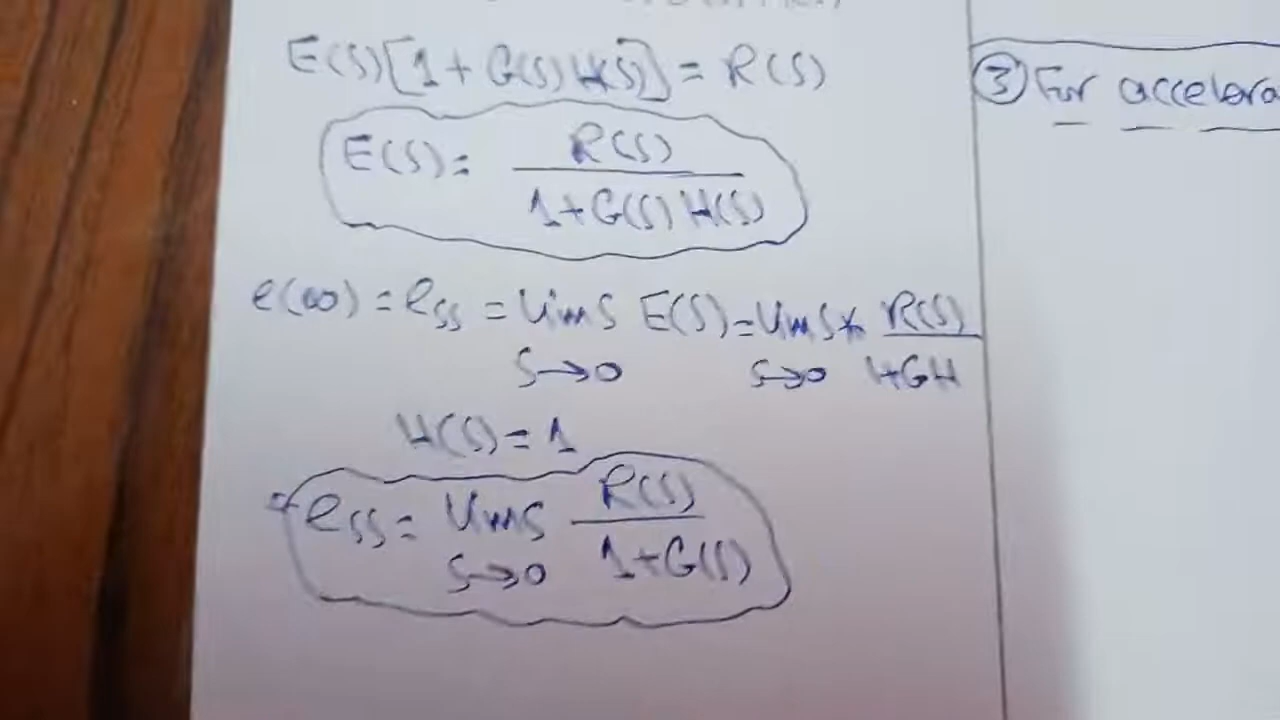 E(S)[1 + G(S) H(S)] = R(S)
E(S) = R(S)
1 + G(S) H(S)
e(∞) = ess = lim S E(S) = lim S * R(S)
S→0 S→0 1+GH
H(S) = 1
ess = lim S R(S)
S→0 1+G(S)
③ For accelera